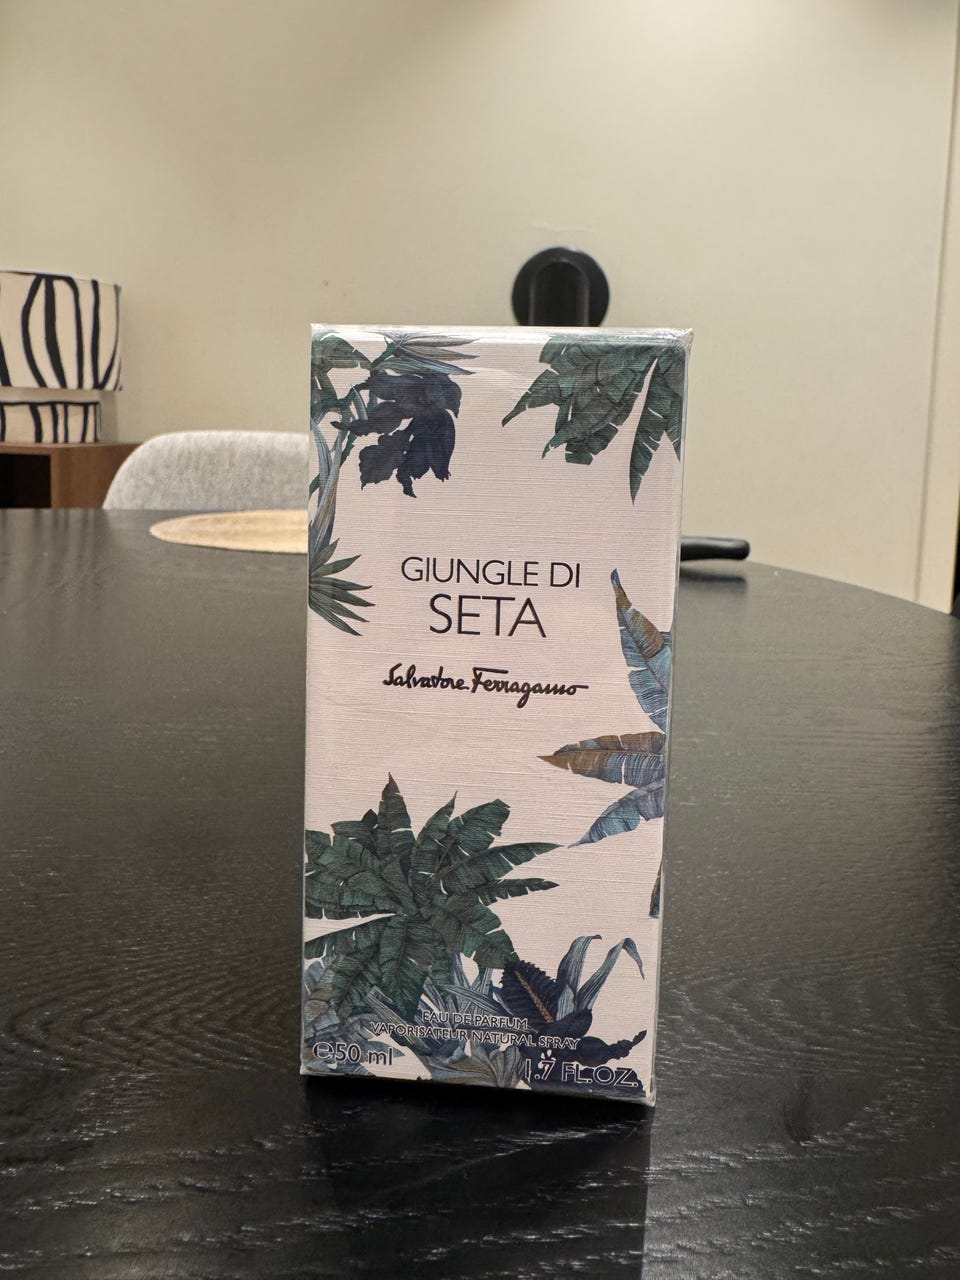 GIUNGLE DI
SETA
Salvatore Ferragamo
EAU DE PARFUM
VAPORISATEUR NATURAL SPRAY
℮50 ml
1.7 FL.OZ.